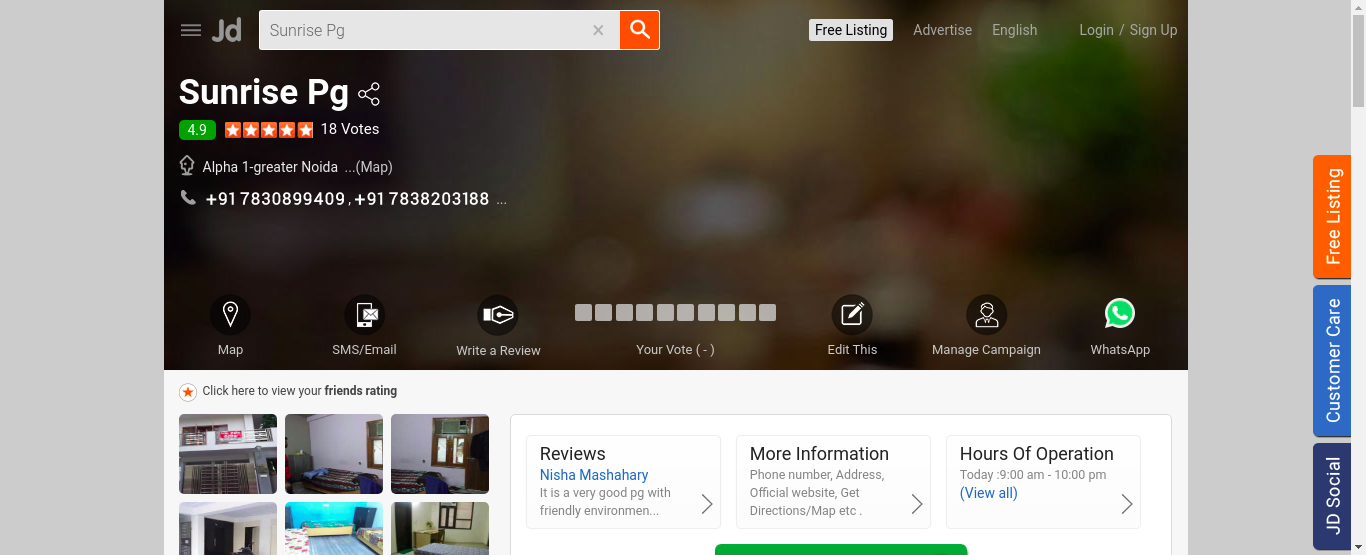 Jd
Sunrise Pg
Free Listing
Advertise
English
Login / Sign Up
Sunrise Pg
4.9
18 Votes
Alpha 1-greater Noida ...(Map)
+91 7830899409 , +91 7838203188 ...
Map
SMS/Email
Write a Review
Your Vote ( - )
Edit This
Manage Campaign
WhatsApp
Click here to view your friends rating
Reviews
Nisha Mashahary
It is a very good pg with
friendly environmen...
More Information
Phone number, Address,
Official website, Get
Directions/Map etc .
Hours Of Operation
Today :9:00 am - 10:00 pm
(View all)
Free Listing
Customer Care
JD Social